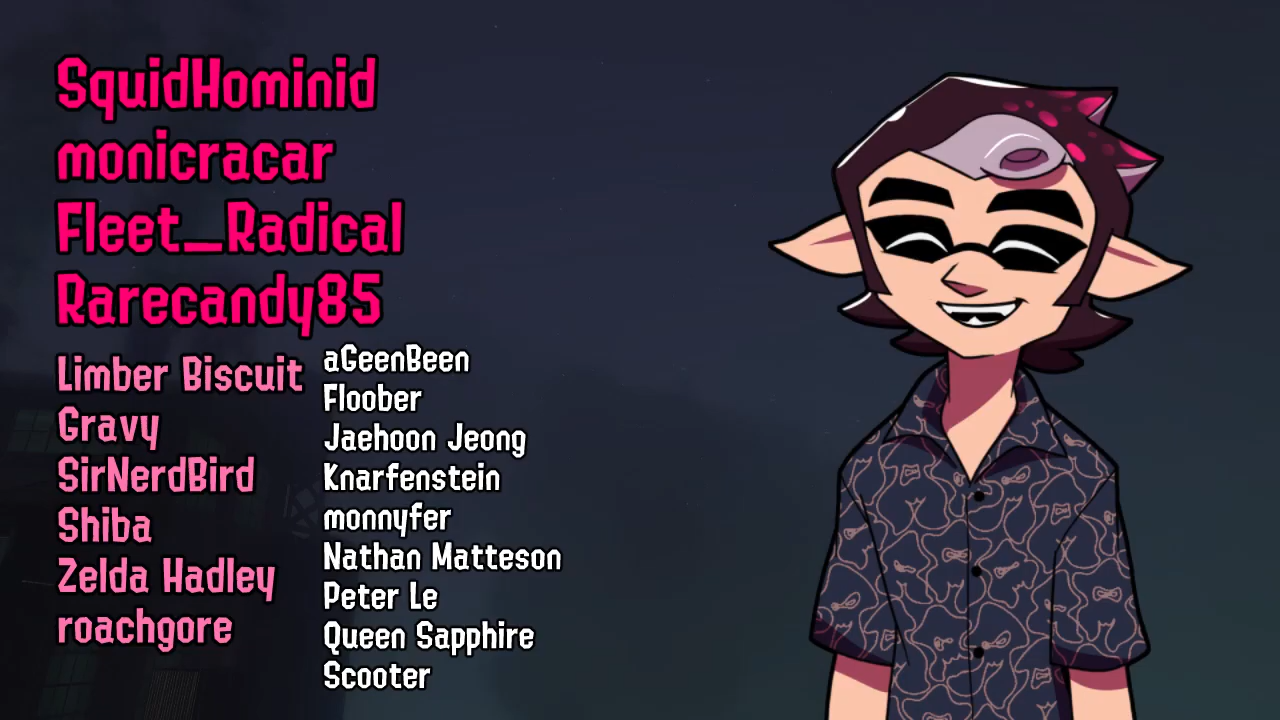 SquidHominid
monicracar
Fleet_Radical
Rarecandy85
Limber Biscuit
Gravy
SirNerdBird
Shiba
Zelda Hadley
roachgore
aGeenBeen
Floober
Jaehoon Jeong
Knarfenstein
monnyfer
Nathan Matteson
Peter Le
Queen Sapphire
Scooter